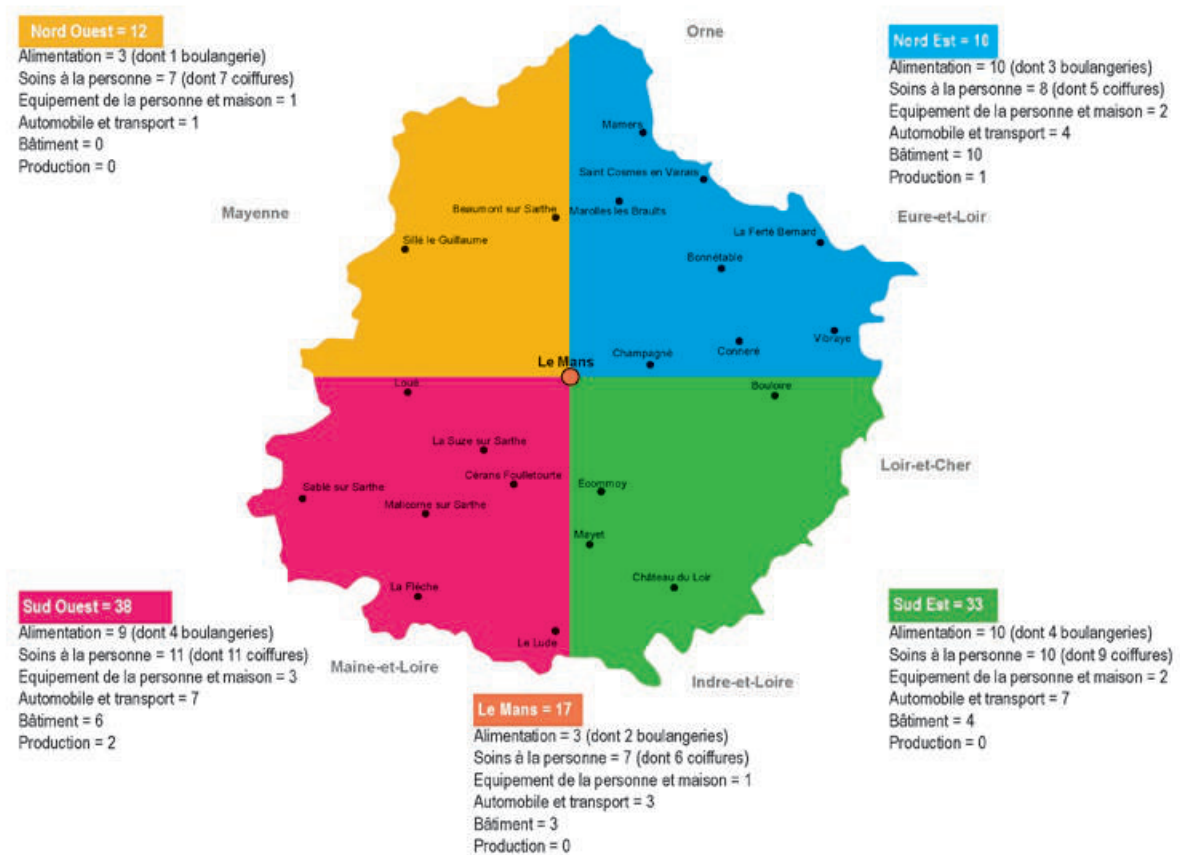 Nord Ouest = 12
Alimentation = 3 (dont 1 boulangerie)
Soins à la personne = 7 (dont 7 coiffures)
Equipement de la personne et maison = 1
Automobile et transport = 1
Bâtiment = 0
Production = 0
Orne
Nord Est = 10
Alimentation = 10 (dont 3 boulangeries)
Soins à la personne = 8 (dont 5 coiffures)
Equipement de la personne et maison = 2
Automobile et transport = 4
Bâtiment = 10
Production = 1
Mayenne
Eure-et-Loir
Mamers
Saint Cosmes en Vairais
Beaumont sur Sarthe
Marolles les Braults
Sillé le Guillaume
La Ferté Bernard
Bonnétable
Vibraye
Connerré
Champagné
Le Mans
Loué
Bouloire
La Suze sur Sarthe
Cérans Foulletourte
Sablé sur Sarthe
Malicorne sur Sarthe
Ecommoy
Mayet
La Flèche
Château du Loir
Le Lude
Loir-et-Cher
Sud Ouest = 38
Alimentation = 9 (dont 4 boulangeries)
Soins à la personne = 11 (dont 11 coiffures)
Equipement de la personne et maison = 3
Automobile et transport = 7
Bâtiment = 6
Production = 2
Maine-et-Loire
Indre-et-Loire
Sud Est = 33
Alimentation = 10 (dont 4 boulangeries)
Soins à la personne = 10 (dont 9 coiffures)
Equipement de la personne et maison = 2
Automobile et transport = 7
Bâtiment = 4
Production = 0
Le Mans = 17
Alimentation = 3 (dont 2 boulangeries)
Soins à la personne = 7 (dont 6 coiffures)
Equipement de la personne et maison = 1
Automobile et transport = 3
Bâtiment = 3
Production = 0